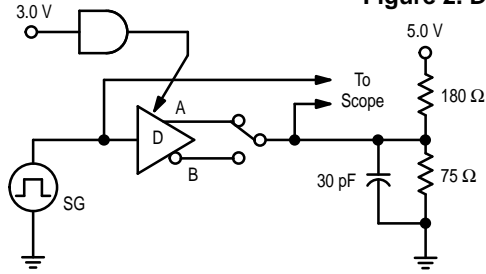 Figure 2. D
3.0 V
5.0 V
To
Scope
180 Ω
A
D
B
30 pF
75 Ω
SG